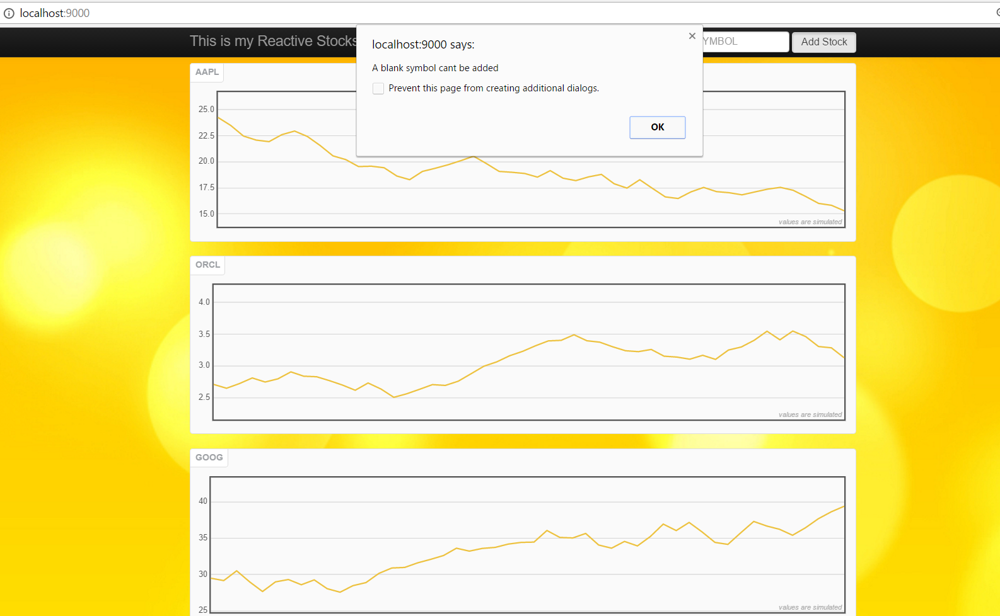 localhost:9000
This is my Reactive Stocks
YMBOL
Add Stock
localhost:9000 says:
A blank symbol cant be added
Prevent this page from creating additional dialogs.
OK
AAPL
25.0
22.5
20.0
17.5
15.0
values are simulated
ORCL
4.0
3.5
3.0
2.5
values are simulated
GOOG
40
35
30
25
values are simulated